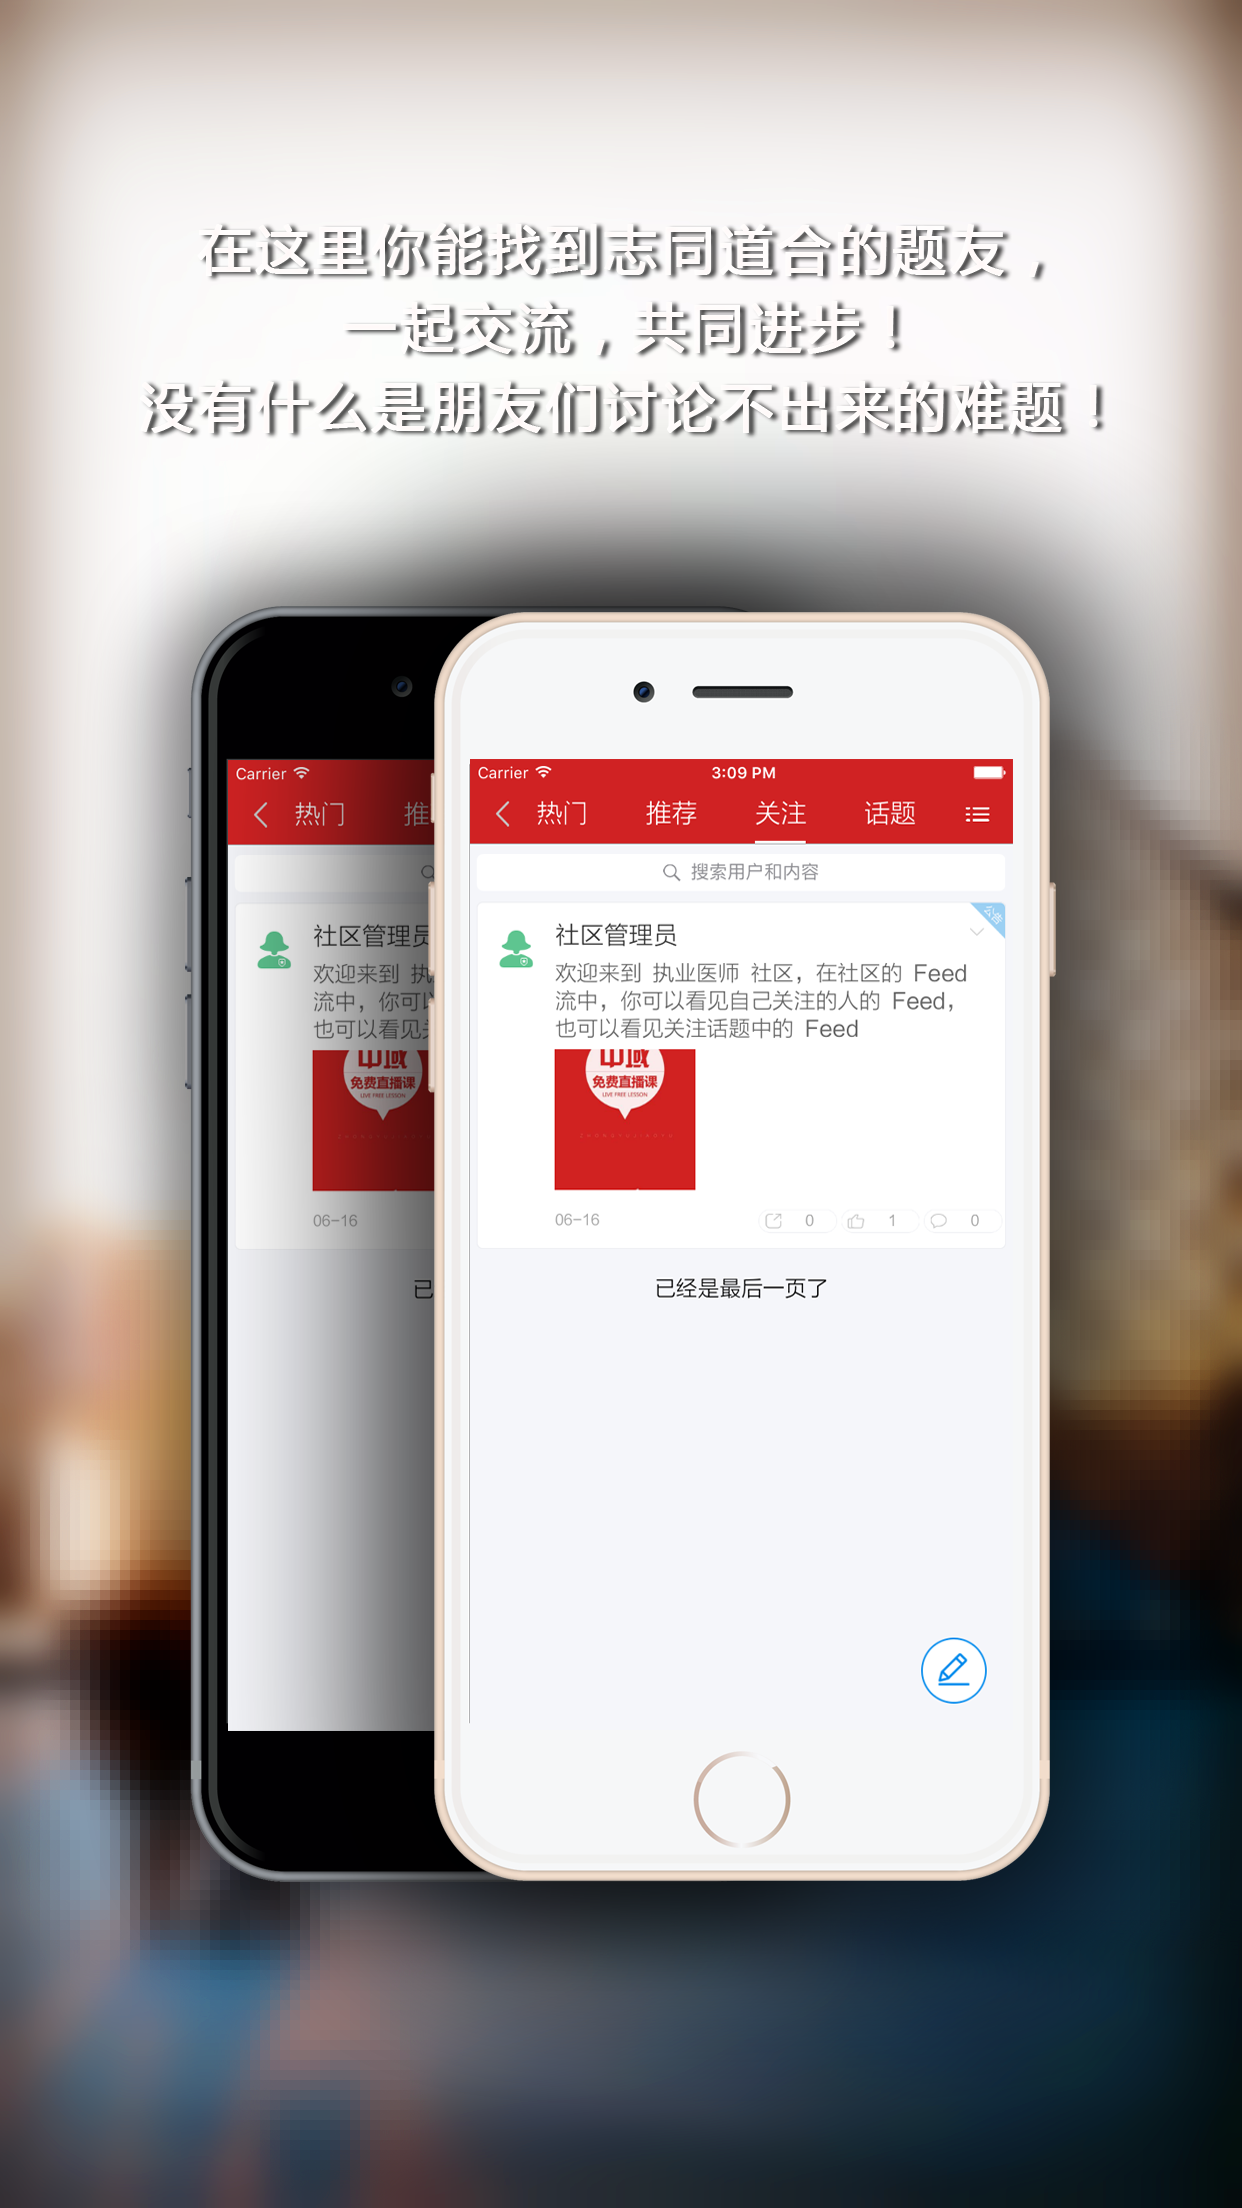 在这里你能找到志同道合的题友，
一起交流，共同进步！
没有什么是朋友们讨论不出来的难题！
Carrier
热门 推
社区管理员
欢迎来到 执
流中，你可以
也可以看见关
中域
免费直播课
LIVE FREE LESSON
06-16
已
Carrier 3:09 PM
热门 推荐 关注 话题
搜索用户和内容
公告
社区管理员
欢迎来到 执业医师 社区，在社区的 Feed
流中，你可以看见自己关注的人的 Feed，
也可以看见关注话题中的 Feed
中域
免费直播课
LIVE FREE LESSON
06-16 0 1 0
已经是最后一页了